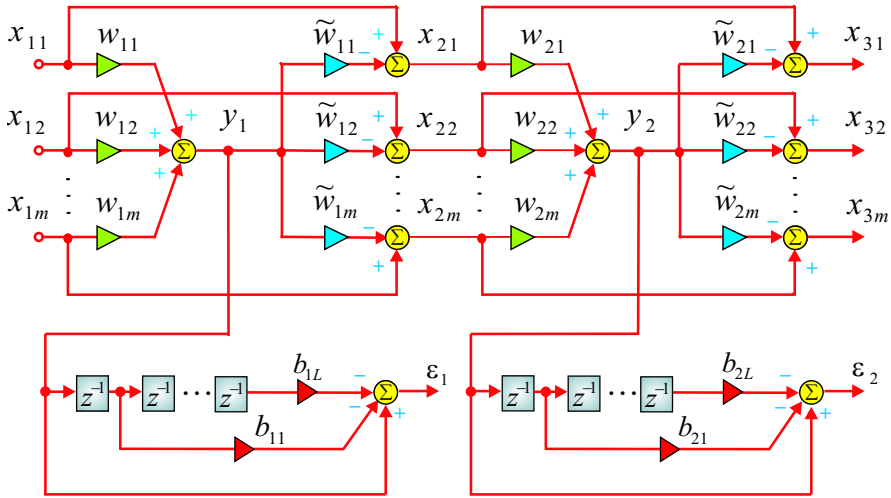 x₁₁ w₁₁ + w̃₁₁ − + Σ x₂₁ w₂₁ w̃₂₁ − + Σ x₃₁
x₁₂ w₁₂ + + + Σ y₁ w̃₁₂ − + Σ x₂₂ w₂₂ + + + Σ y₂ w̃₂₂ − + Σ x₃₂
x₁ₘ w₁ₘ w̃₁ₘ − + Σ x₂ₘ w₂ₘ w̃₂ₘ − + Σ x₃ₘ
z⁻¹ z⁻¹ ... z⁻¹ b₁L − − + Σ ε₁ z⁻¹ z⁻¹ ... z⁻¹ b₂L − − + Σ ε₂
b₁₁ b₂₁